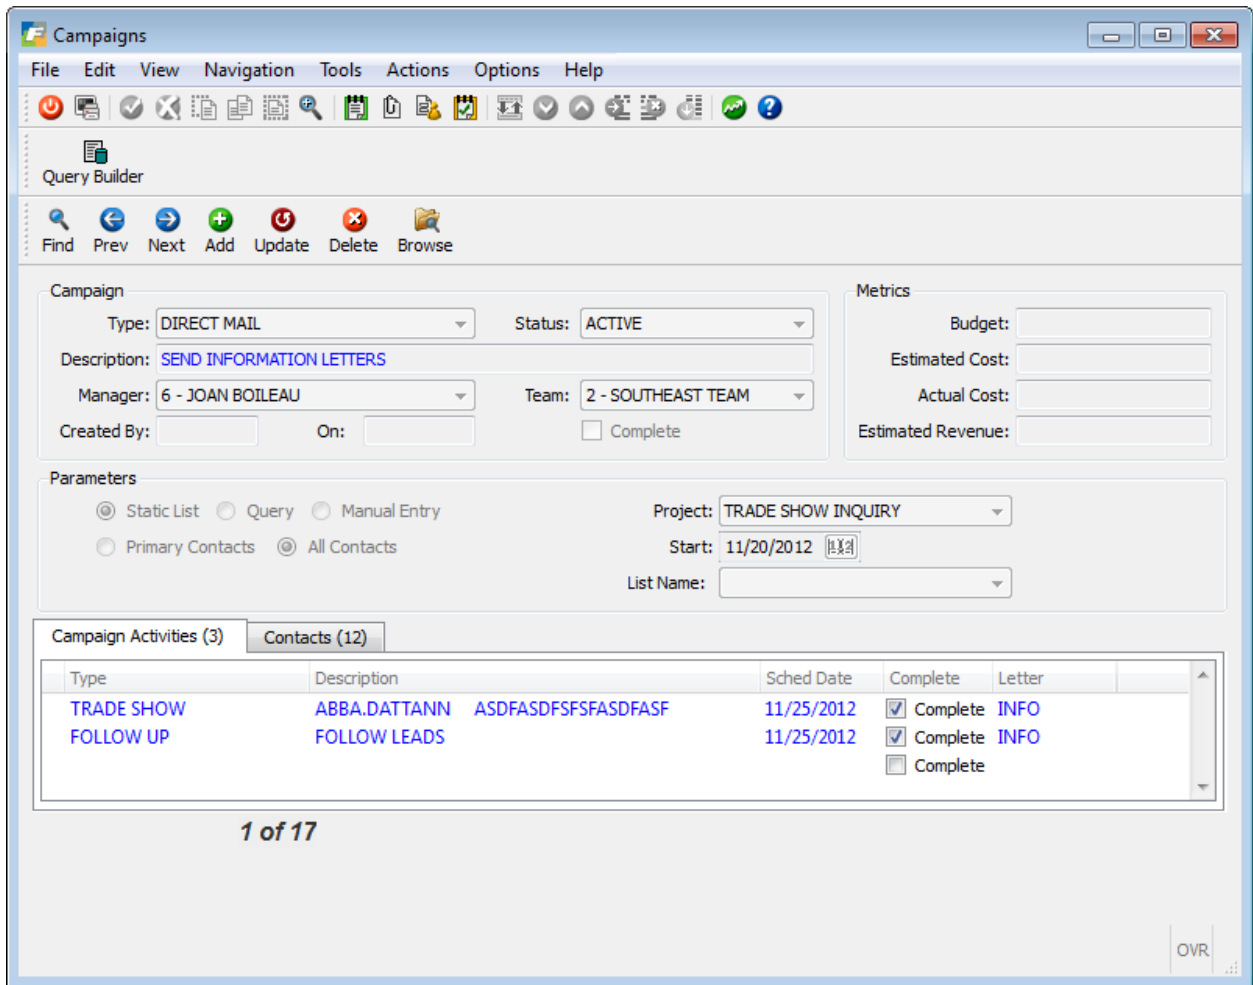 Campaigns
File Edit View Navigation Tools Actions Options Help
Query Builder
Find Prev Next Add Update Delete Browse
Campaign
Type: DIRECT MAIL Status: ACTIVE
Description: SEND INFORMATION LETTERS
Manager: 6 - JOAN BOILEAU Team: 2 - SOUTHEAST TEAM
Created By: On: Complete
Metrics
Budget:
Estimated Cost:
Actual Cost:
Estimated Revenue:
Parameters
Static List Query Manual Entry Project: TRADE SHOW INQUIRY
Primary Contacts All Contacts Start: 11/20/2012
List Name:
Campaign Activities (3) Contacts (12)
Type Description Sched Date Complete Letter
TRADE SHOW ABBA.DATTANN ASDFASDFSFSFASDFASF 11/25/2012 Complete INFO
FOLLOW UP FOLLOW LEADS 11/25/2012 Complete INFO
Complete
1 of 17
OVR